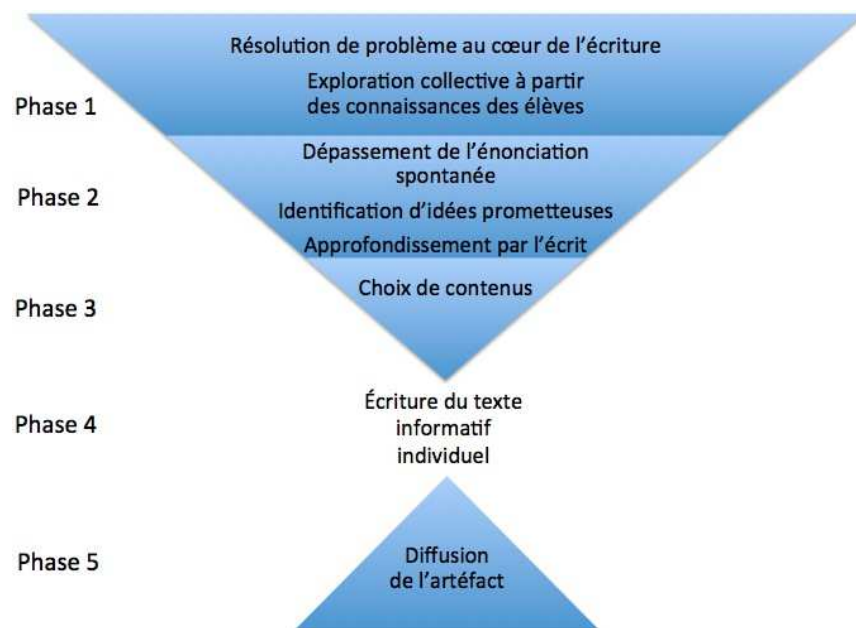 Résolution de problème au cœur de l'écriture
Phase 1
Exploration collective à partir
des connaissances des élèves
Phase 2
Dépassement de l'énonciation
spontanée
Identification d'idées prometteuses
Approfondissement par l'écrit
Phase 3
Choix de contenus
Phase 4
Écriture du texte
informatif
individuel
Phase 5
Diffusion
de l'artéfact